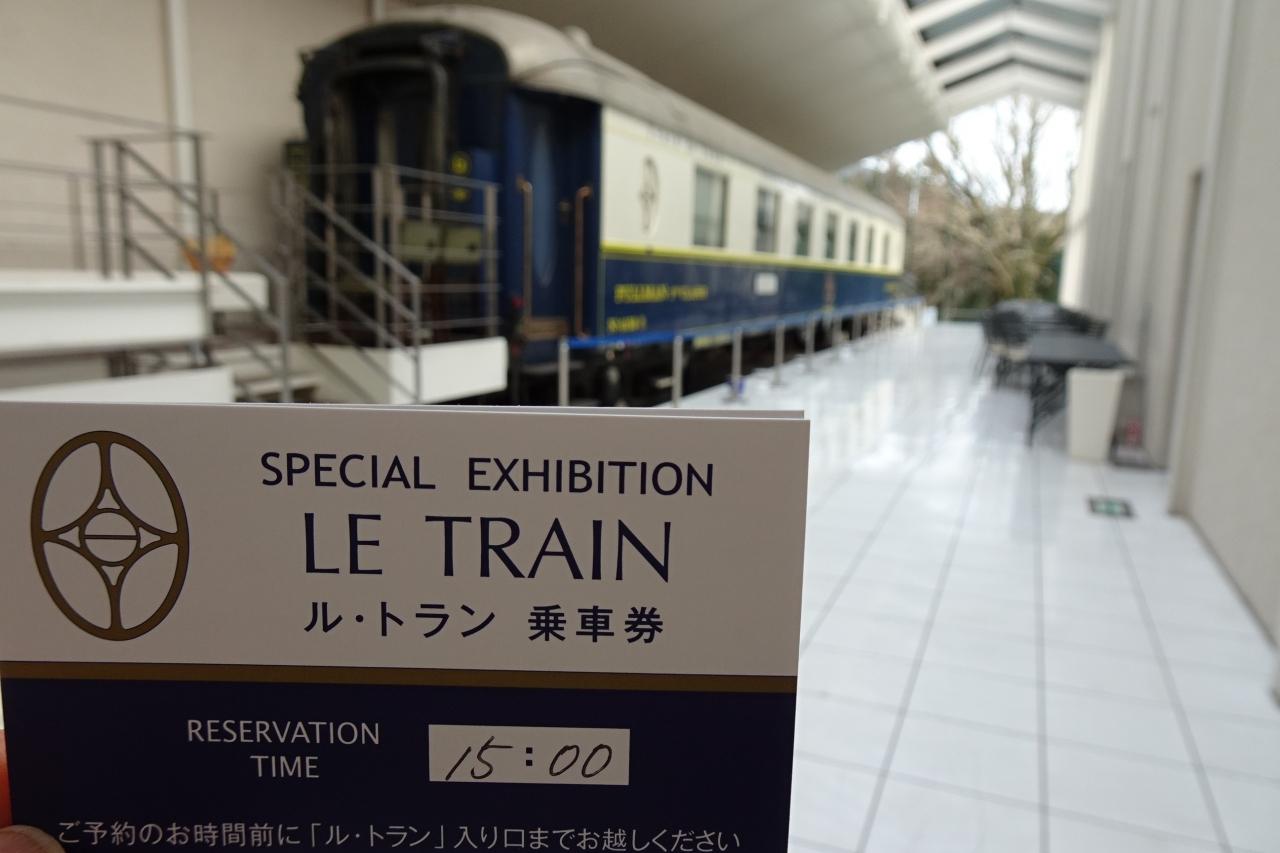 SPECIAL EXHIBITION
LE TRAIN
ル・トラン 乗車券
RESERVATION
TIME
15:00
ご予約のお時間前に「ル・トラン」入り口までお越しください